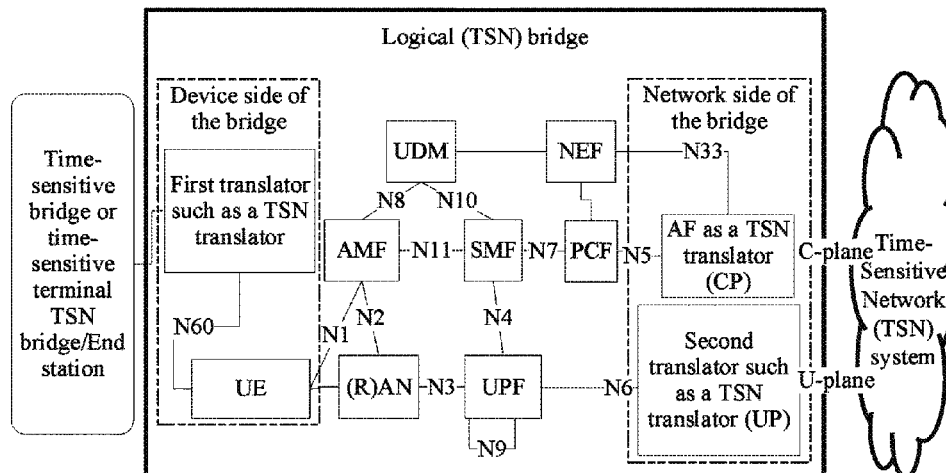 Logical (TSN) bridge
Time-
sensitive
bridge or
time-
sensitive
terminal
TSN
bridge/End
station
Device side of
the bridge
First translator
such as a TSN
translator
N60
UE
N1
N2
N8
N10
UDM
NEF
N33
AMF
N11
SMF
N7
PCF
N5
N4
(R)AN
N3
UPF
N9
N6
Network side of
the bridge
AF as a TSN
translator
(CP)
Second
translator such
as a TSN
translator (UP)
C-plane
U-plane
Time-
Sensitive
Network
(TSN)
system